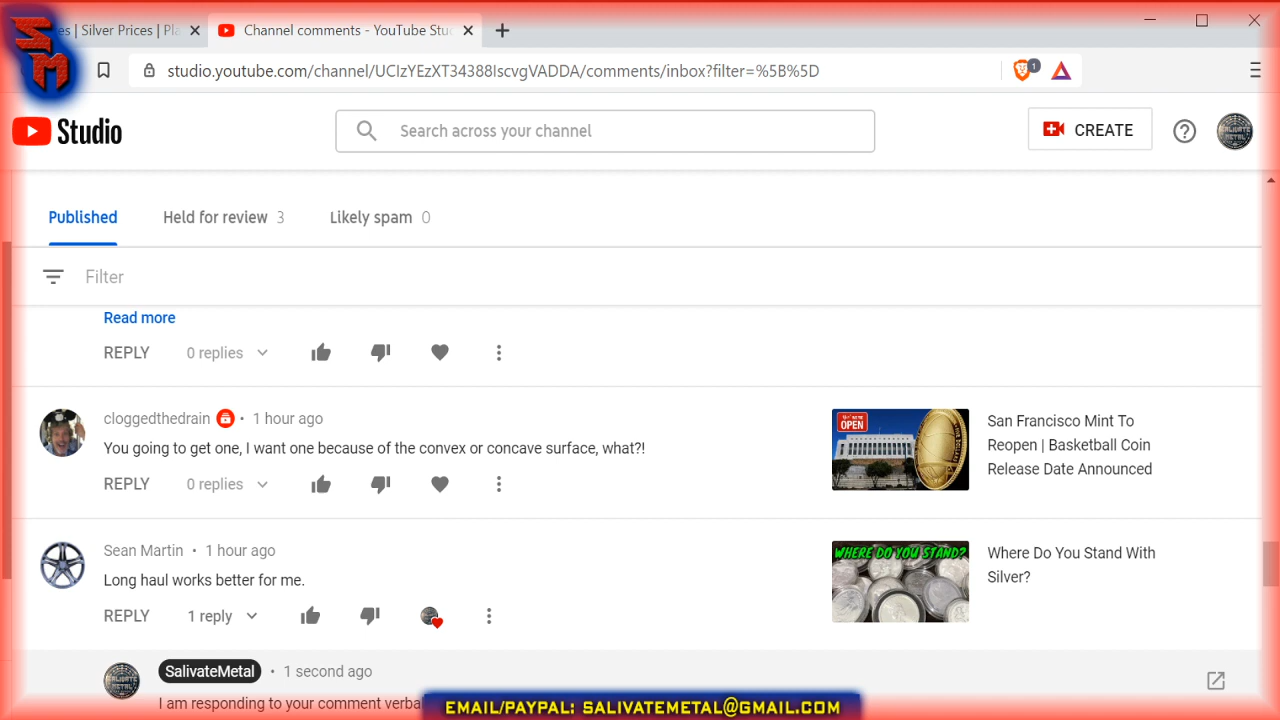 SM
es | Silver Prices | Pla
Channel comments - YouTube Stud
studio.youtube.com/channel/UCIzYEzXT34388IscvgVADDA/comments/inbox?filter=%5B%5D
1
Studio
Search across your channel
CREATE
SALIVATE METAL
Published
Held for review 3
Likely spam 0
Filter
Read more
REPLY 0 replies
cloggedthedrain • 1 hour ago
You going to get one, I want one because of the convex or concave surface, what?!
REPLY 0 replies
OPEN
San Francisco Mint To
Reopen | Basketball Coin
Release Date Announced
Sean Martin • 1 hour ago
Long haul works better for me.
REPLY 1 reply
WHERE DO YOU STAND?
Where Do You Stand With
Silver?
SalivateMetal • 1 second ago
I am responding to your comment verba
EMAIL/PAYPAL: SALIVATEMETAL@GMAIL.COM